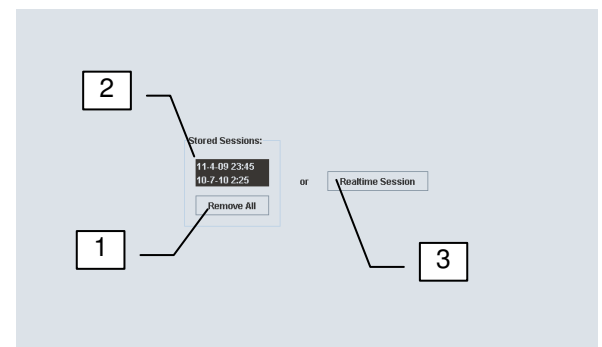 2
Stored Sessions:
11-4-09 23:45
10-7-10 2:25
or
Realtime Session
Remove All
1
3